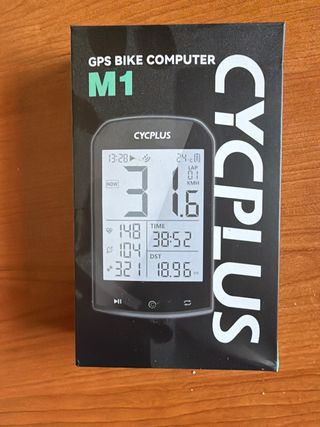 GPS BIKE COMPUTER
M1
CYCPLUS
CYCPLUS
13:28 24°C
LAP
01
NOW 31.6 KMH
148
TIME
38:52
104
DST
321
18.96